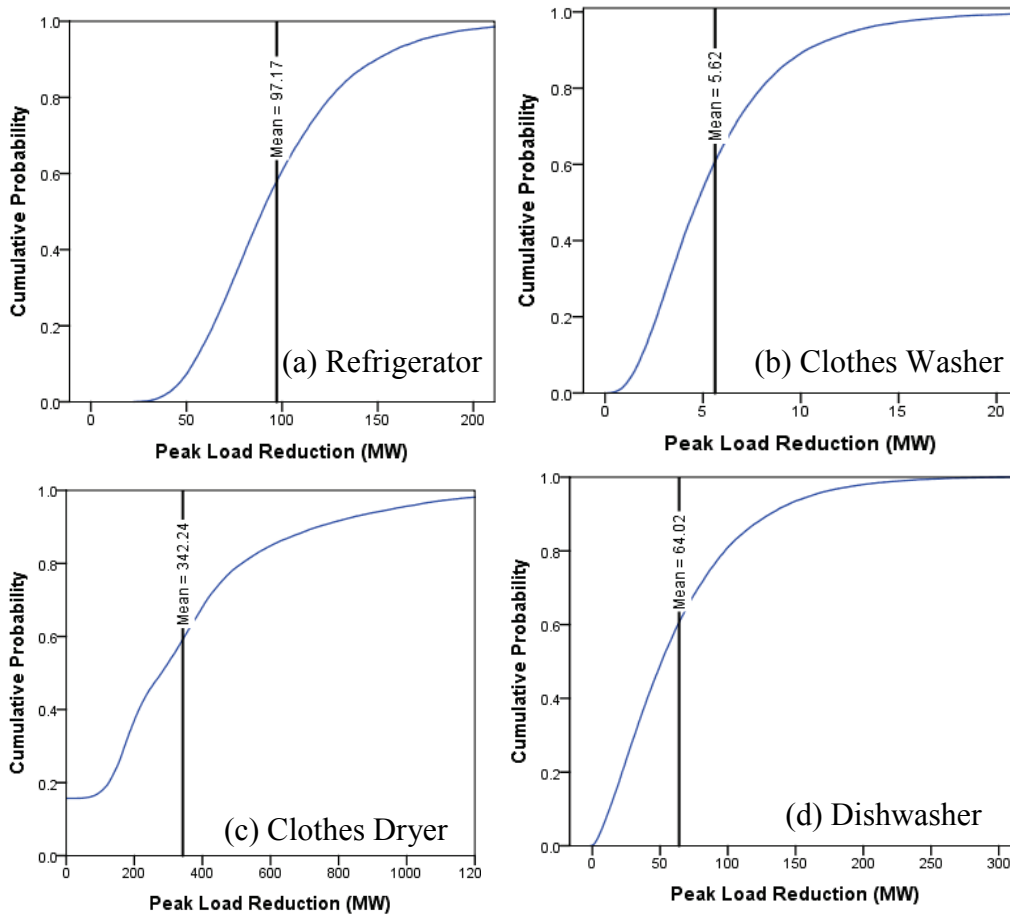 1.0
0.8
0.6
0.4
0.2
0.0
Cumulative Probability
Mean = 97.17
(a) Refrigerator
0
50
100
150
200
Peak Load Reduction (MW)
1.0
0.8
0.6
0.4
0.2
0.0
Cumulative Probability
Mean = 5.62
(b) Clothes Washer
0
5
10
15
20
Peak Load Reduction (MW)
1.0
0.8
0.6
0.4
0.2
0.0
Cumulative Probability
Mean = 342.24
(c) Clothes Dryer
0
200
400
600
800
1000
1200
Peak Load Reduction (MW)
1.0
0.8
0.6
0.4
0.2
0.0
Cumulative Probability
Mean = 64.02
(d) Dishwasher
0
50
100
150
200
250
Peak Load Reduction (MW)